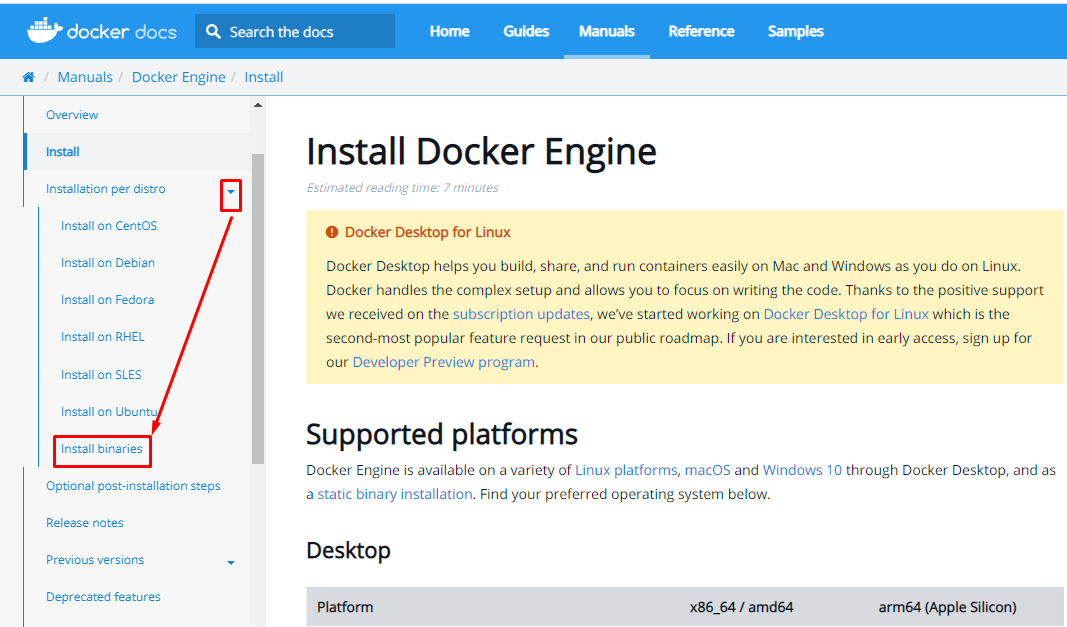 docker docs
Search the docs
Home Guides Manuals Reference Samples
/ Manuals / Docker Engine / Install
Overview
Install
Installation per distro
Install on CentOS
Install on Debian
Install on Fedora
Install on RHEL
Install on SLES
Install on Ubuntu
Install binaries
Optional post-installation steps
Release notes
Previous versions
Deprecated features
Install Docker Engine
Estimated reading time: 7 minutes
Docker Desktop for Linux
Docker Desktop helps you build, share, and run containers easily on Mac and Windows as you do on Linux.
Docker handles the complex setup and allows you to focus on writing the code. Thanks to the positive support
we received on the subscription updates, we’ve started working on Docker Desktop for Linux which is the
second-most popular feature request in our public roadmap. If you are interested in early access, sign up for
our Developer Preview program.
Supported platforms
Docker Engine is available on a variety of Linux platforms, macOS and Windows 10 through Docker Desktop, and as
a static binary installation. Find your preferred operating system below.
Desktop
Platform x86_64 / amd64 arm64 (Apple Silicon)